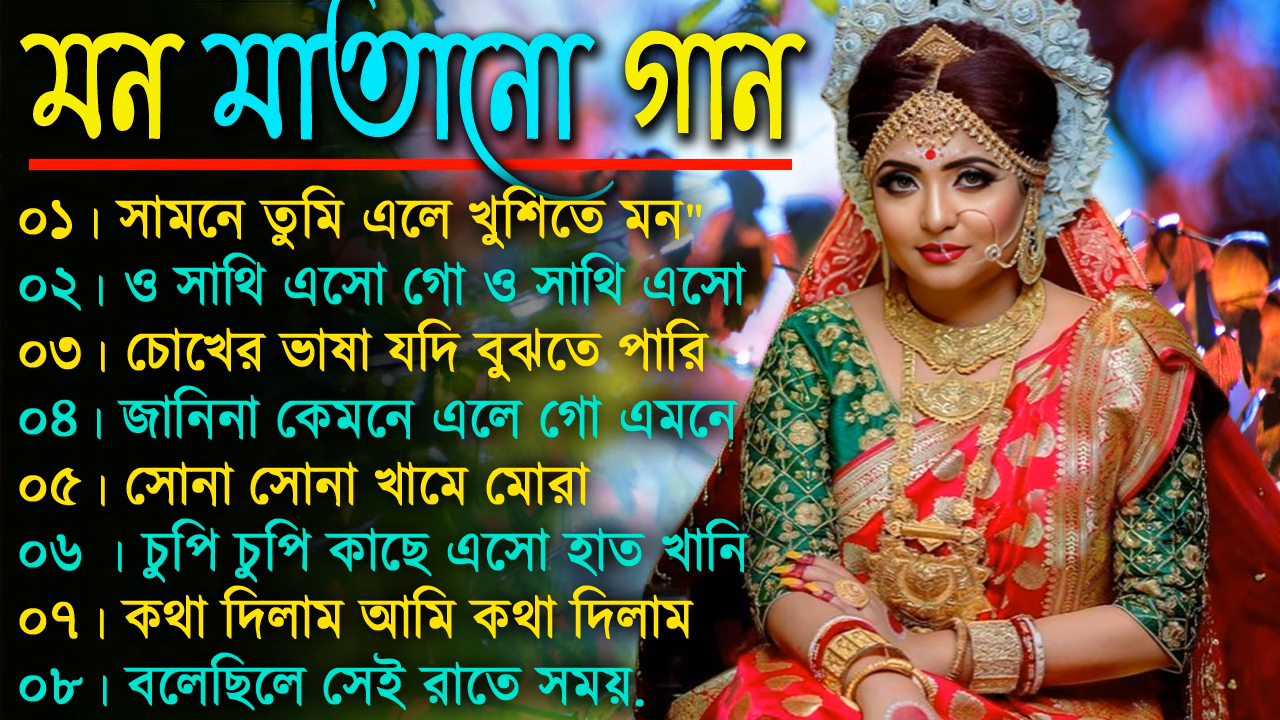 মন মাতানো গান
০১। সামনে তুমি এলে খুশিতে মন"
০২। ও সাথি এসো গো ও সাথি এসো
০৩। চোখের ভাষা যদি বুঝতে পারি
০৪। জানিনা কেমনে এলে গো এমনে
০৫। সোনা সোনা খামে মোরা
০৬ । চুপি চুপি কাছে এসো হাত খানি
০৭। কথা দিলাম আমি কথা দিলাম
০৮। বলেছিলে সেই রাতে সময়.